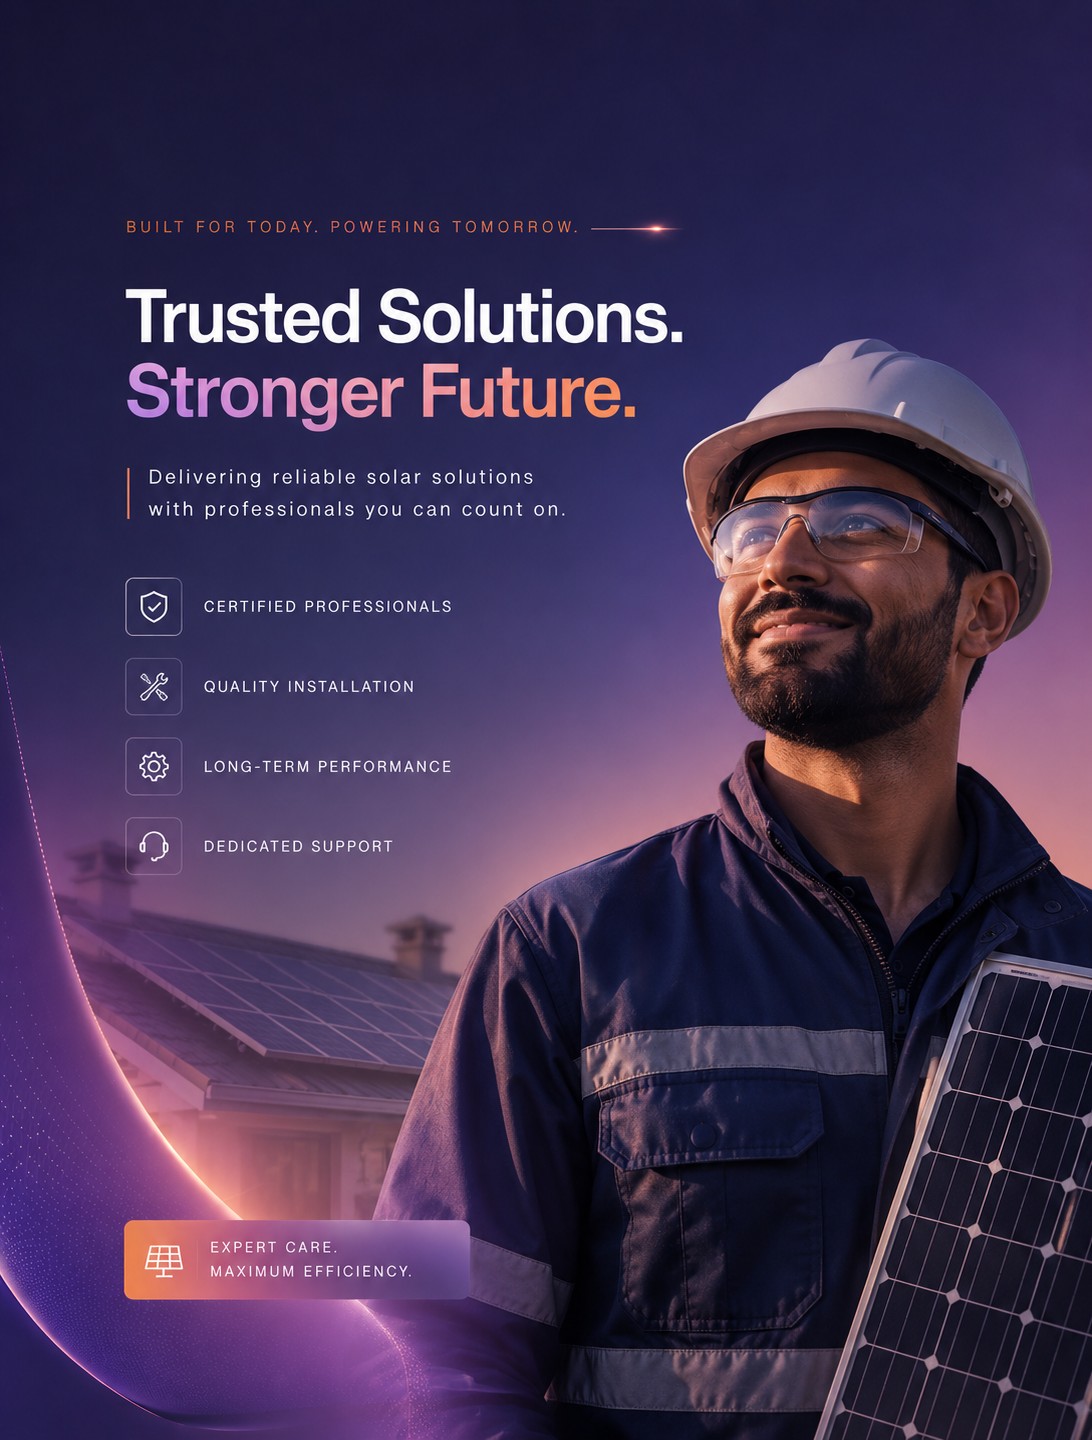 BUILT FOR TODAY. POWERING TOMORROW.
Trusted Solutions.
Stronger Future.
Delivering reliable solar solutions
with professionals you can count on.
CERTIFIED PROFESSIONALS
QUALITY INSTALLATION
LONG-TERM PERFORMANCE
DEDICATED SUPPORT
EXPERT CARE.
MAXIMUM EFFICIENCY.